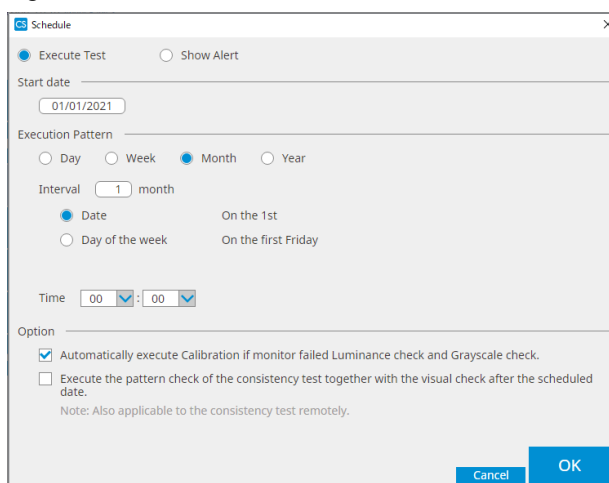 CS Schedule
Execute Test Show Alert
Start date
01/01/2021
Execution Pattern
Day Week Month Year
Interval 1 month
Date On the 1st
Day of the week On the first Friday
Time 00 : 00
Option
Automatically execute Calibration if monitor failed Luminance check and Grayscale check.
Execute the pattern check of the consistency test together with the visual check after the scheduled
date.
Note: Also applicable to the consistency test remotely.
Cancel OK